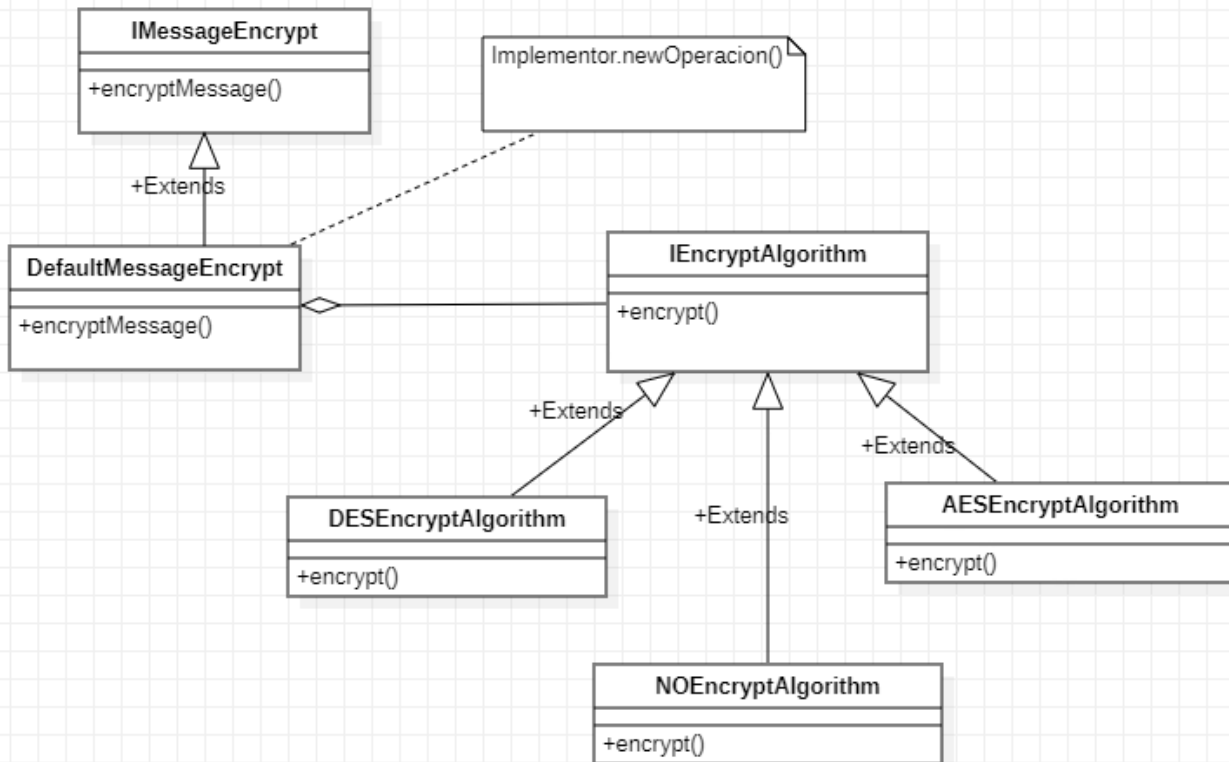 IMessageEncrypt
+encryptMessage()
Implementor.newOperacion()
+Extends
DefaultMessageEncrypt
+encryptMessage()
IEncryptAlgorithm
+encrypt()
+Extends
+Extends
+Extends
DESEncryptAlgorithm
+encrypt()
AESEncryptAlgorithm
+encrypt()
NOEncryptAlgorithm
+encrypt()